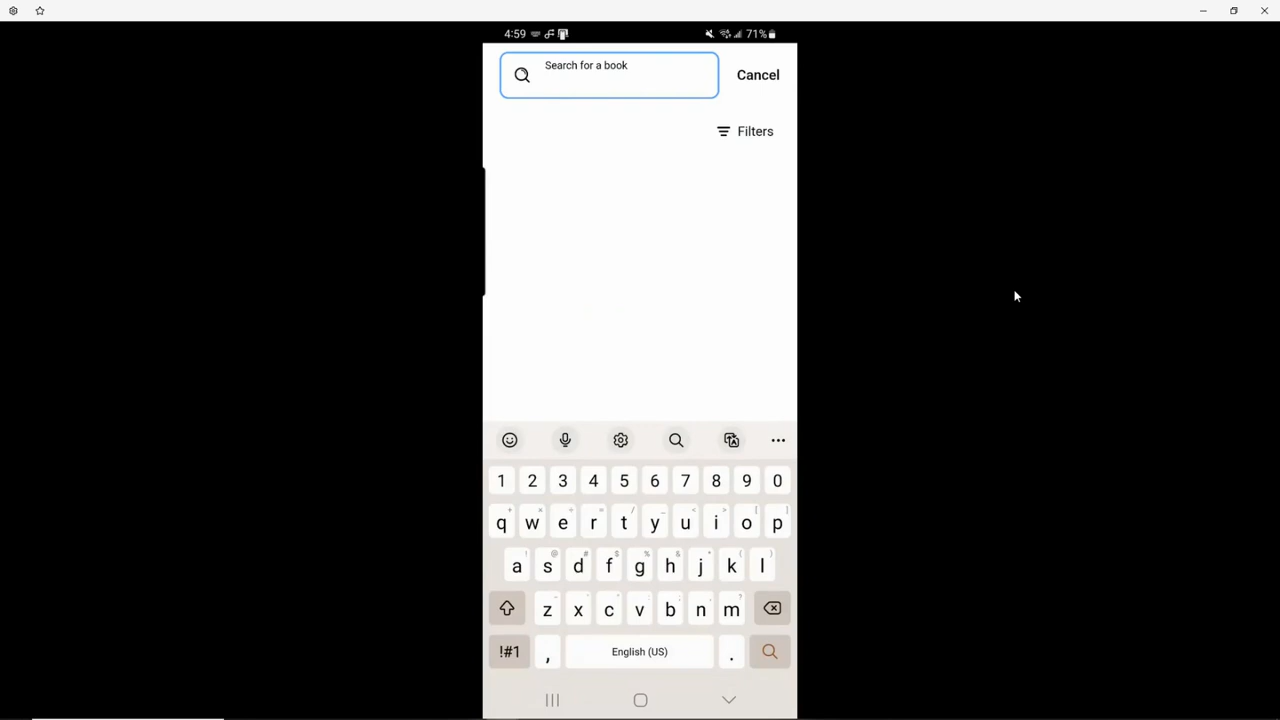 4:59
71%
Search for a book
Cancel
Filters
1 2 3 4 5 6 7 8 9 0
q w e r t y u i o p
a s d f g h j k l
z x c v b n m
!#1 , English (US) .